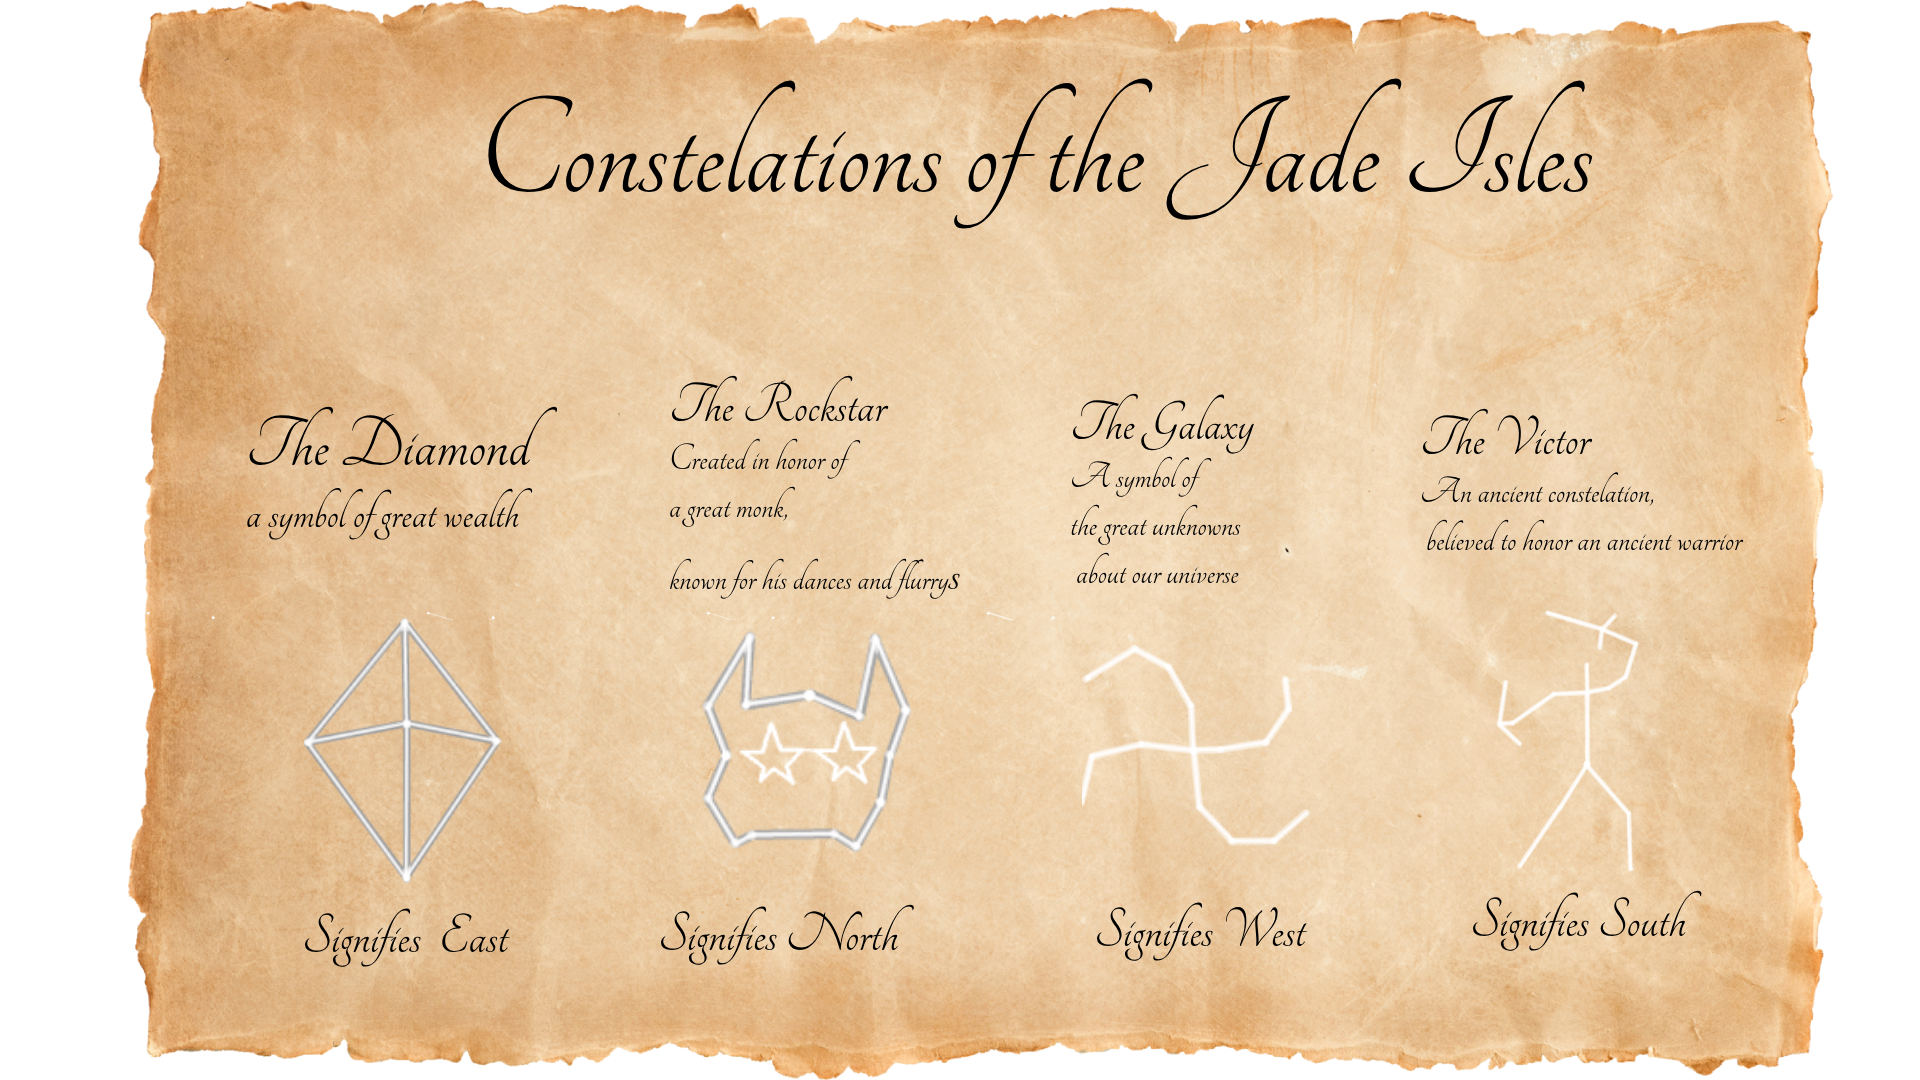 Constelations of the Jade Isles
The Diamond
a symbol of great wealth
Signifies East
The Rockstar
Created in honor of
a great monk,
known for his dances and flurrys
Signifies North
The Galaxy
A symbol of
the great unknowns
about our universe
Signifies West
The Victor
An ancient constelation,
believed to honor an ancient warrior
Signifies South